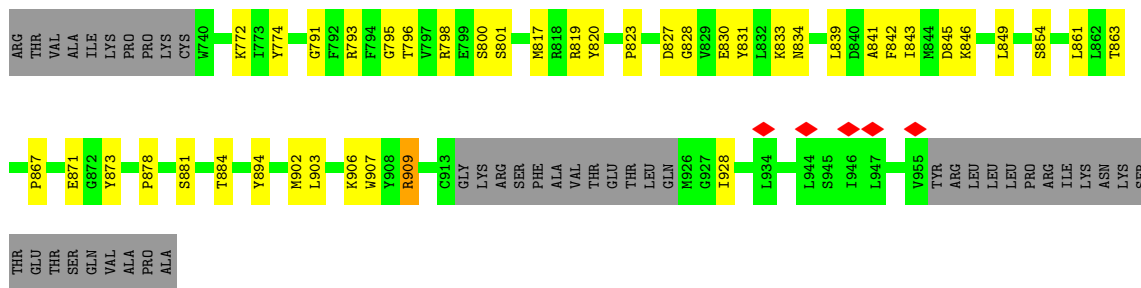 ARG THR VAL ALA ILE LYS PRO PRO LYS CYS W740 K772 I773 Y774 G791 F792 R793 F794 G795 T796 V797 R798 E799 S800 S801 M817 R818 R819 Y820 P823 D827 G828 V829 E830 Y831 L832 K833 N834 L839 D840 A841 F842 I843 M844 D845 K846 L849 S854 L861 L862 T863
P867 E871 G872 Y873 P878 S881 T884 Y894 M902 L903 K906 W907 Y908 R909 C913 GLY LYS ARG SER PHE ALA VAL THR GLU THR LEU GLN M926 G927 I928 L934 L944 S945 I946 L947 V955 TYR ARG LEU LEU LEU PRO ARG ILE LYS ASN LYS SER
THR GLU THR SER GLN VAL ALA PRO ALA